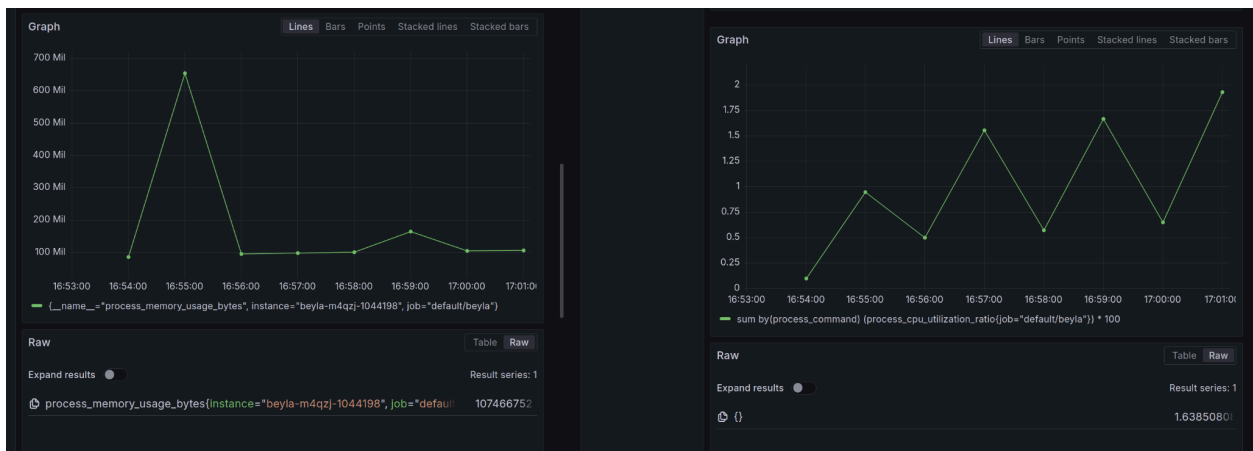 Graph
Lines Bars Points Stacked lines Stacked bars
700 Mil
600 Mil
500 Mil
400 Mil
300 Mil
200 Mil
100 Mil
16:53:00 16:54:00 16:55:00 16:56:00 16:57:00 16:58:00 16:59:00 17:00:00 17:01:0
{__name__="process_memory_usage_bytes", instance="beyla-m4qzj-1044198", job="default/beyla"}
Raw
Table Raw
Expand results
Result series: 1
process_memory_usage_bytes{instance="beyla-m4qzj-1044198", job="defaul
107466752
Graph
Lines Bars Points Stacked lines Stacked bars
2
1.75
1.5
1.25
1
0.75
0.5
0.25
0
16:53:00 16:54:00 16:55:00 16:56:00 16:57:00 16:58:00 16:59:00 17:00:00 17:01:0
sum by(process_command) (process_cpu_utilization_ratio{job="default/beyla"}) * 100
Raw
Table Raw
Expand results
Result series: 1
{}
1.6385080